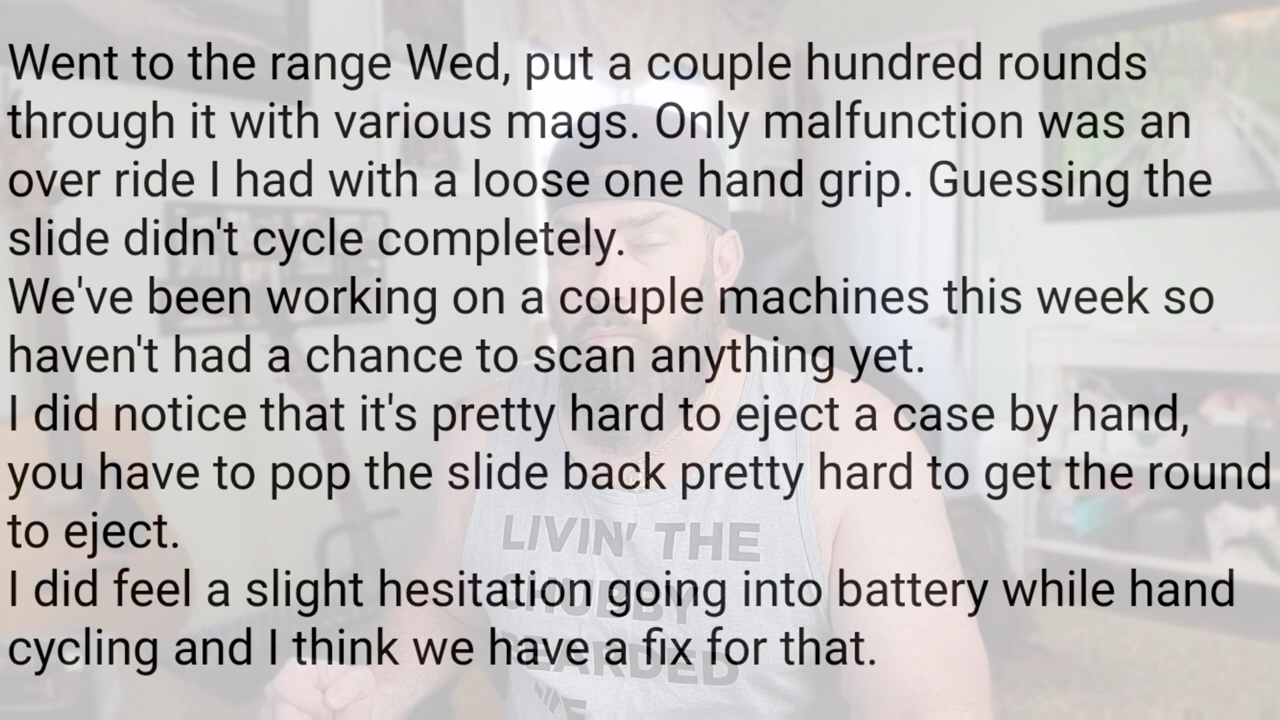 Went to the range Wed, put a couple hundred rounds
through it with various mags. Only malfunction was an
over ride I had with a loose one hand grip. Guessing the
slide didn't cycle completely.
We've been working on a couple machines this week so
haven't had a chance to scan anything yet.
I did notice that it's pretty hard to eject a case by hand,
you have to pop the slide back pretty hard to get the round
to eject.
I did feel a slight hesitation going into battery while hand
cycling and I think we have a fix for that.
LIVIN' THE
CHUBBY
BEARDED